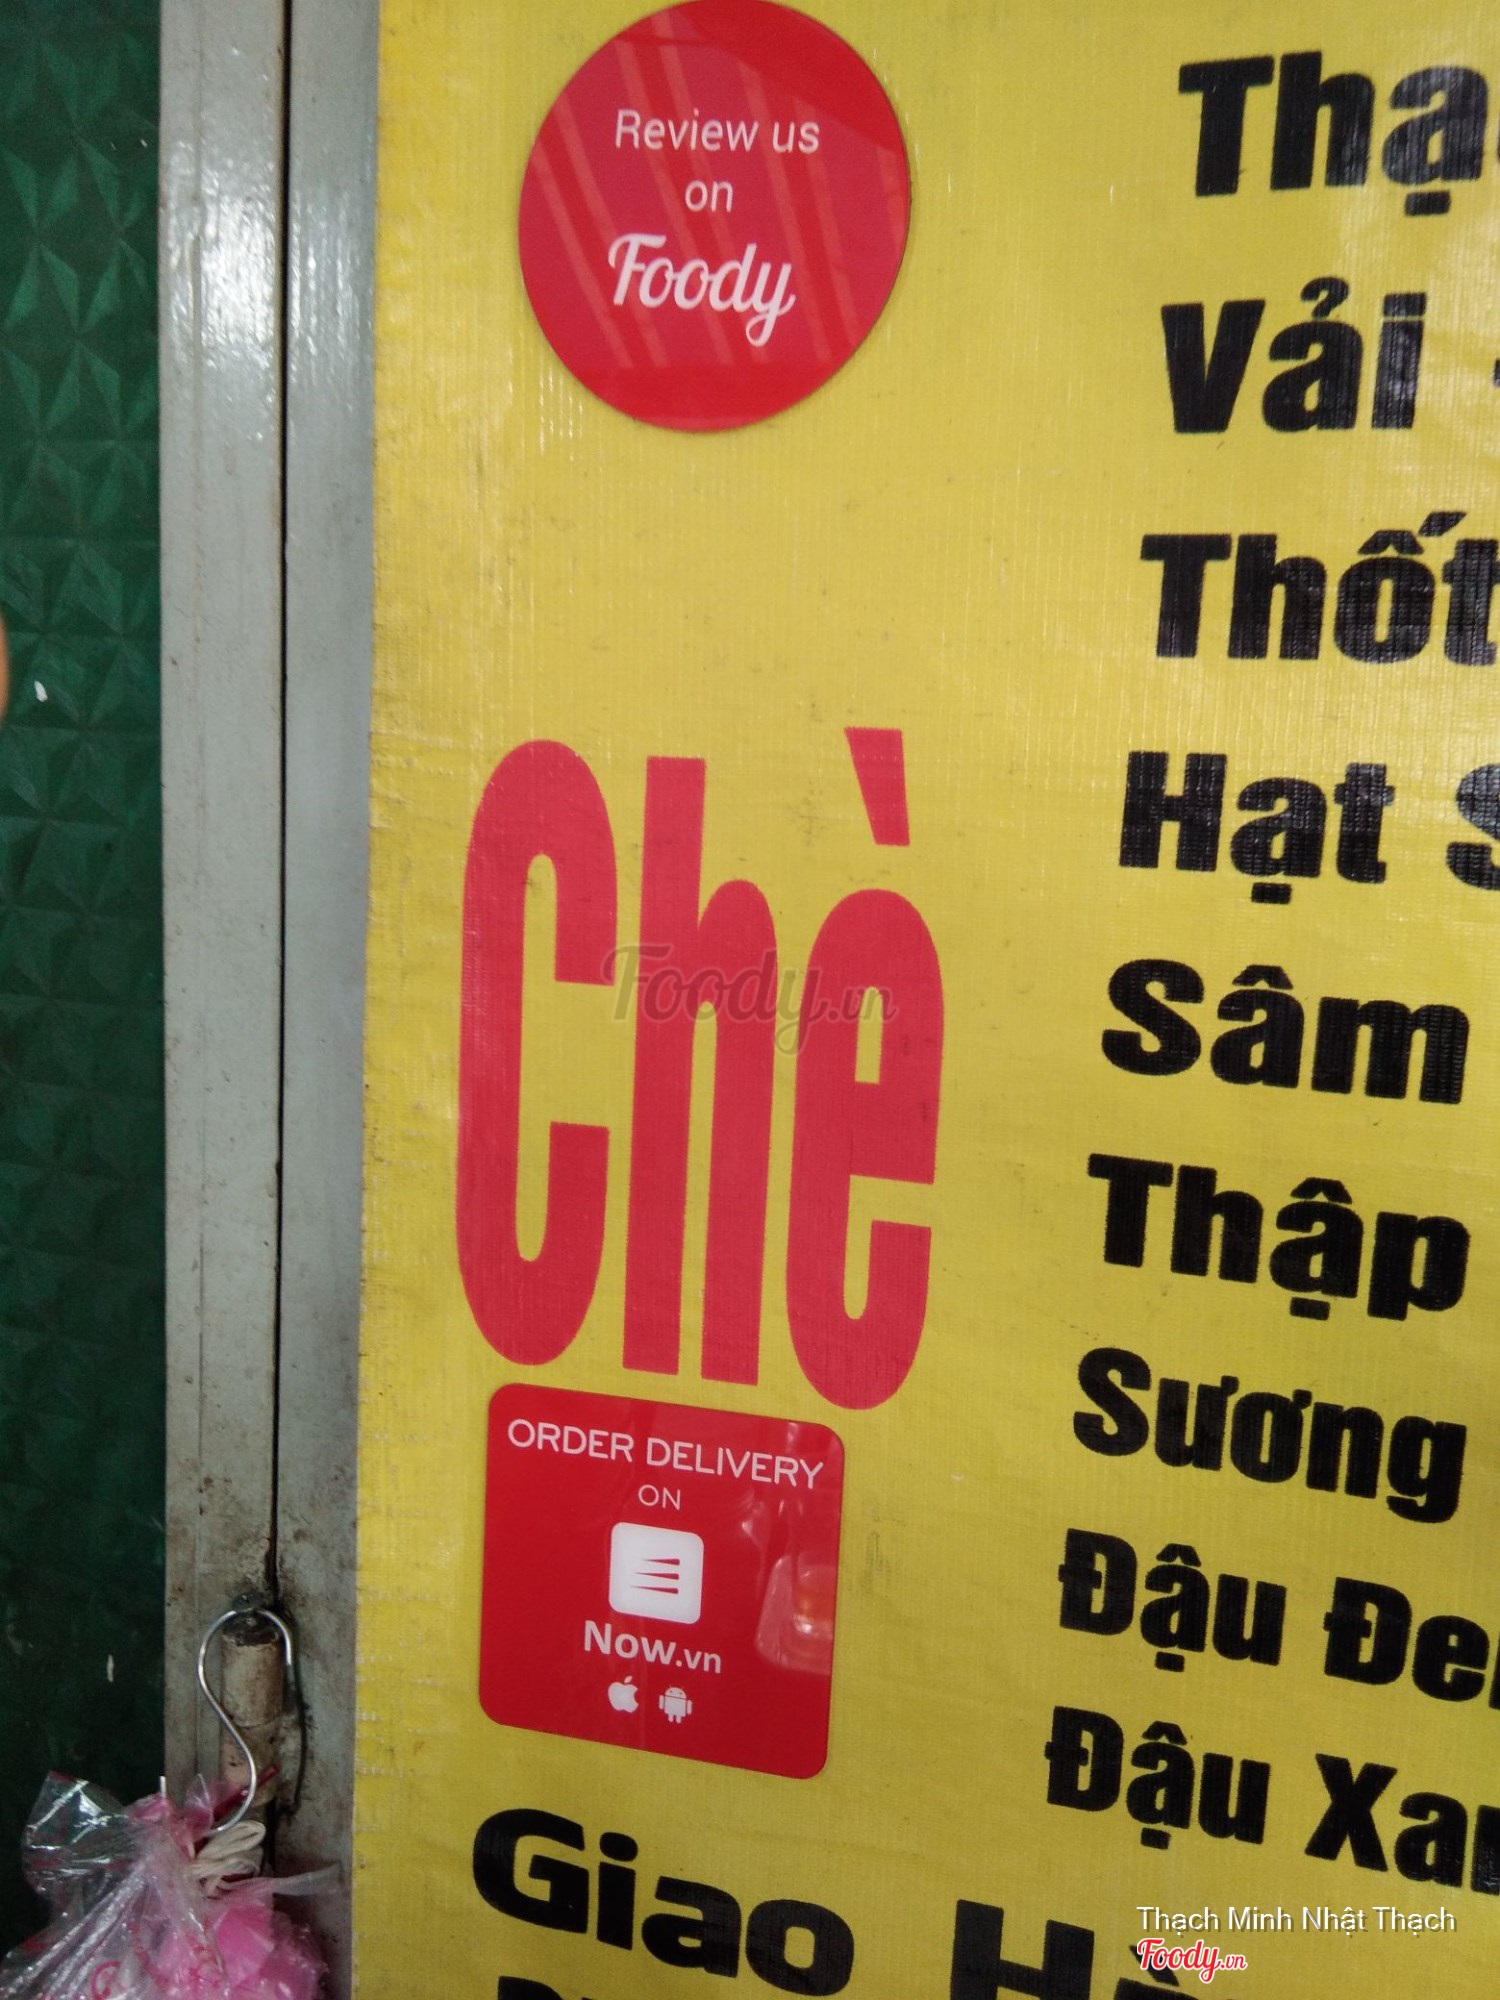 Review us
on
Foody
Vải
Thốt
Hạt
Sâm
Thập
Sương
Đậu
Đậu
Chè
Foody.vn
ORDER DELIVERY
ON
Now.vn
Giao
Thạch Minh Nhật Thạch
Foody.vn